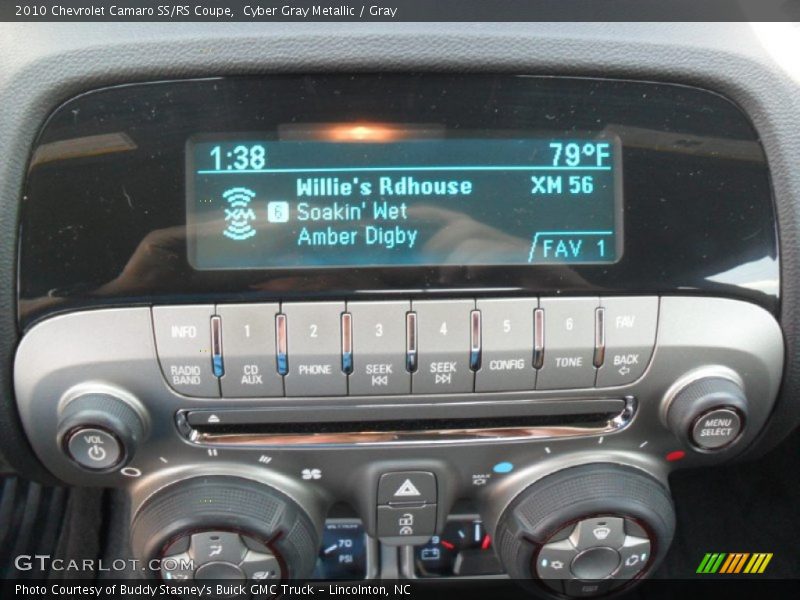 2010 Chevrolet Camaro SS/RS Coupe, Cyber Gray Metallic / Gray
1:38 79°F
Willie's Rdhouse XM 56
XM 6 Soakin' Wet
Amber Digby
FAV 1
INFO 1 2 3 4 5 6 FAV
RADIO BAND CD AUX PHONE SEEK SEEK CONFIG TONE BACK
VOL
MENU SELECT
MAX
70
PSI
GTCarlot.com
Photo Courtesy of Buddy Stasney's Buick GMC Truck - Lincolnton, NC